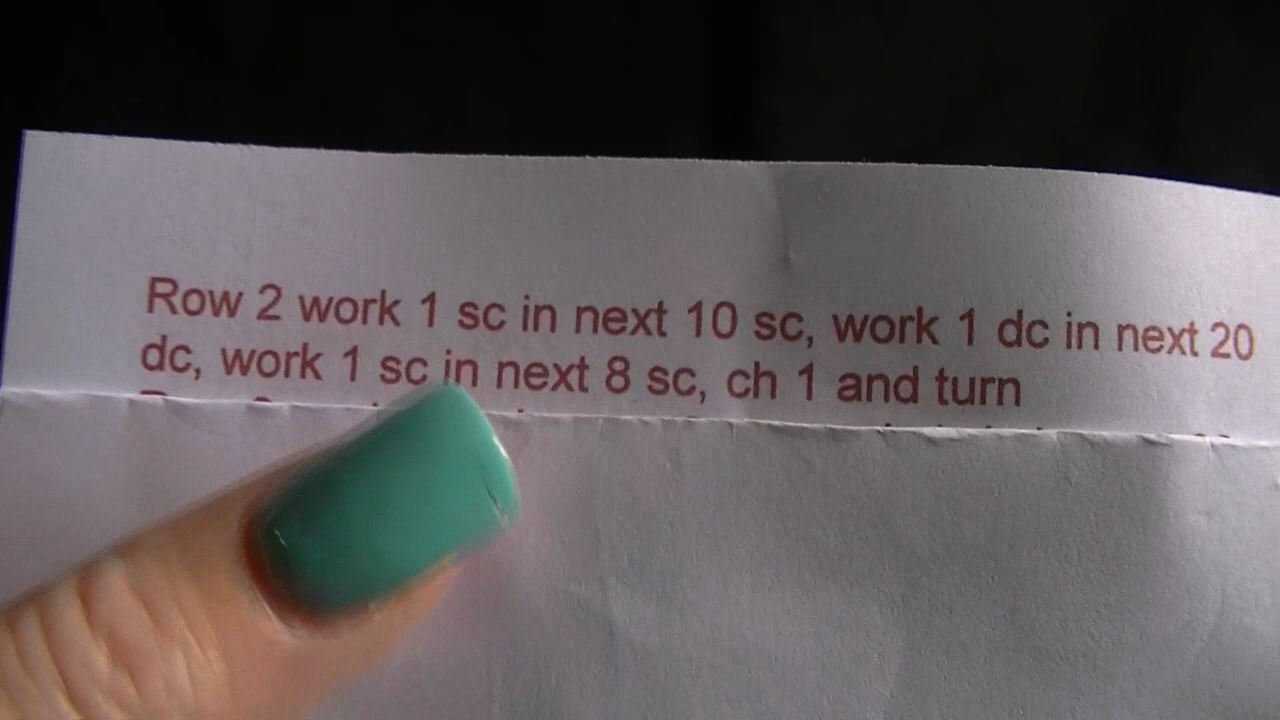 Row 2 work 1 sc in next 10 sc, work 1 dc in next 20
dc, work 1 sc in next 8 sc, ch 1 and turn